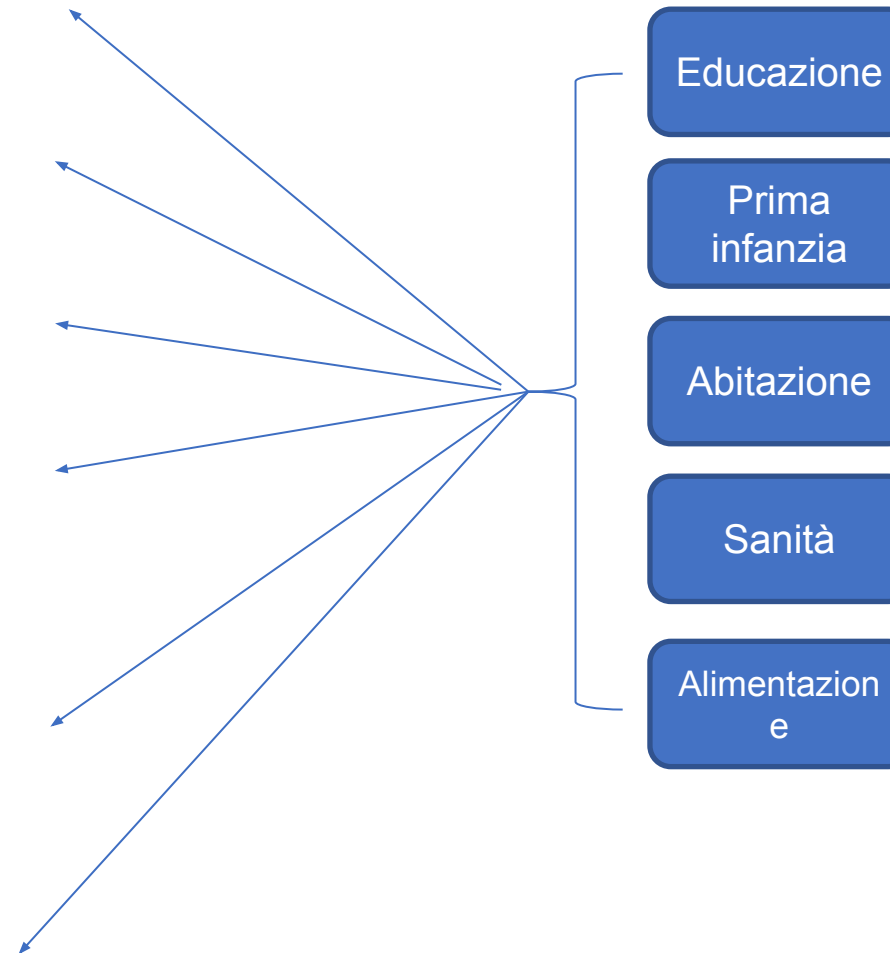 Educazione
Prima
infanzia
Abitazione
Sanità
Alimentazion
e